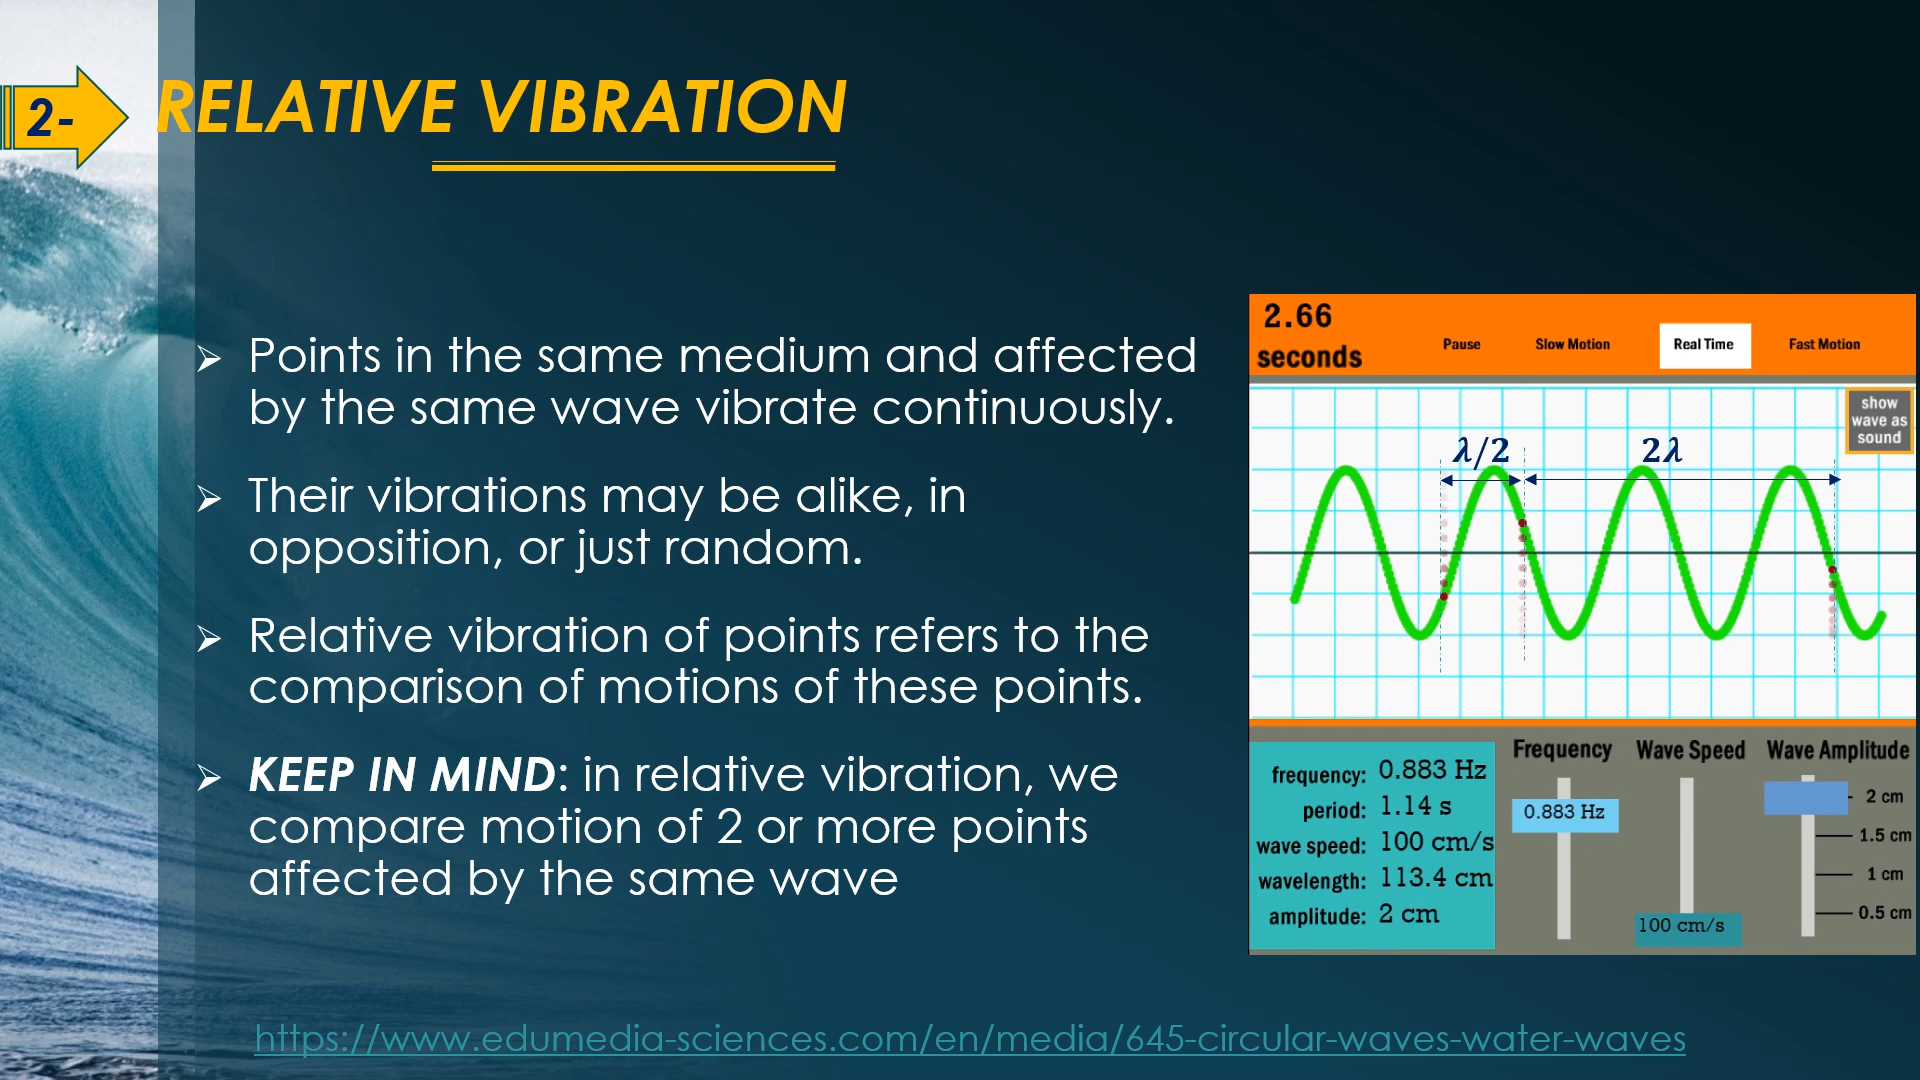 2-
RELATIVE VIBRATION
➢ Points in the same medium and affected
by the same wave vibrate continuously.
➢ Their vibrations may be alike, in
opposition, or just random.
➢ Relative vibration of points refers to the
comparison of motions of these points.
➢ KEEP IN MIND: in relative vibration, we
compare motion of 2 or more points
affected by the same wave
2.66
seconds
Pause Slow Motion Real Time Fast Motion
show
wave as
sound
λ/2 2λ
frequency: 0.883 Hz
period: 1.14 s
wave speed: 100 cm/s
wavelength: 113.4 cm
amplitude: 2 cm
Frequency Wave Speed Wave Amplitude
0.883 Hz
100 cm/s
2 cm
1.5 cm
1 cm
0.5 cm
https://www.edumedia-sciences.com/en/media/645-circular-waves-water-waves